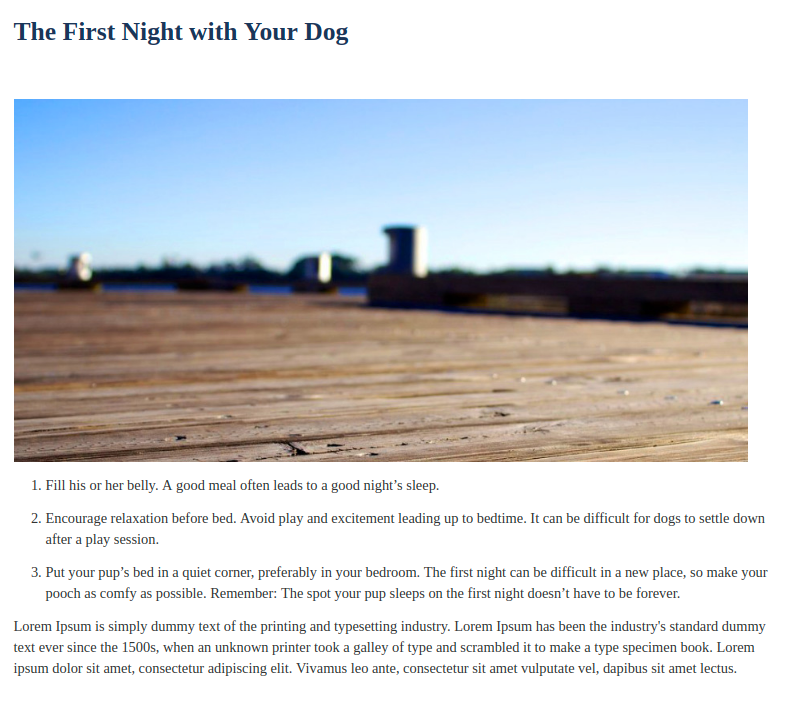 The First Night with Your Dog
1. Fill his or her belly. A good meal often leads to a good night’s sleep.
2. Encourage relaxation before bed. Avoid play and excitement leading up to bedtime. It can be difficult for dogs to settle down
after a play session.
3. Put your pup’s bed in a quiet corner, preferably in your bedroom. The first night can be difficult in a new place, so make your
pooch as comfy as possible. Remember: The spot your pup sleeps on the first night doesn’t have to be forever.
Lorem Ipsum is simply dummy text of the printing and typesetting industry. Lorem Ipsum has been the industry's standard dummy
text ever since the 1500s, when an unknown printer took a galley of type and scrambled it to make a type specimen book. Lorem
ipsum dolor sit amet, consectetur adipiscing elit. Vivamus leo ante, consectetur sit amet vulputate vel, dapibus sit amet lectus.